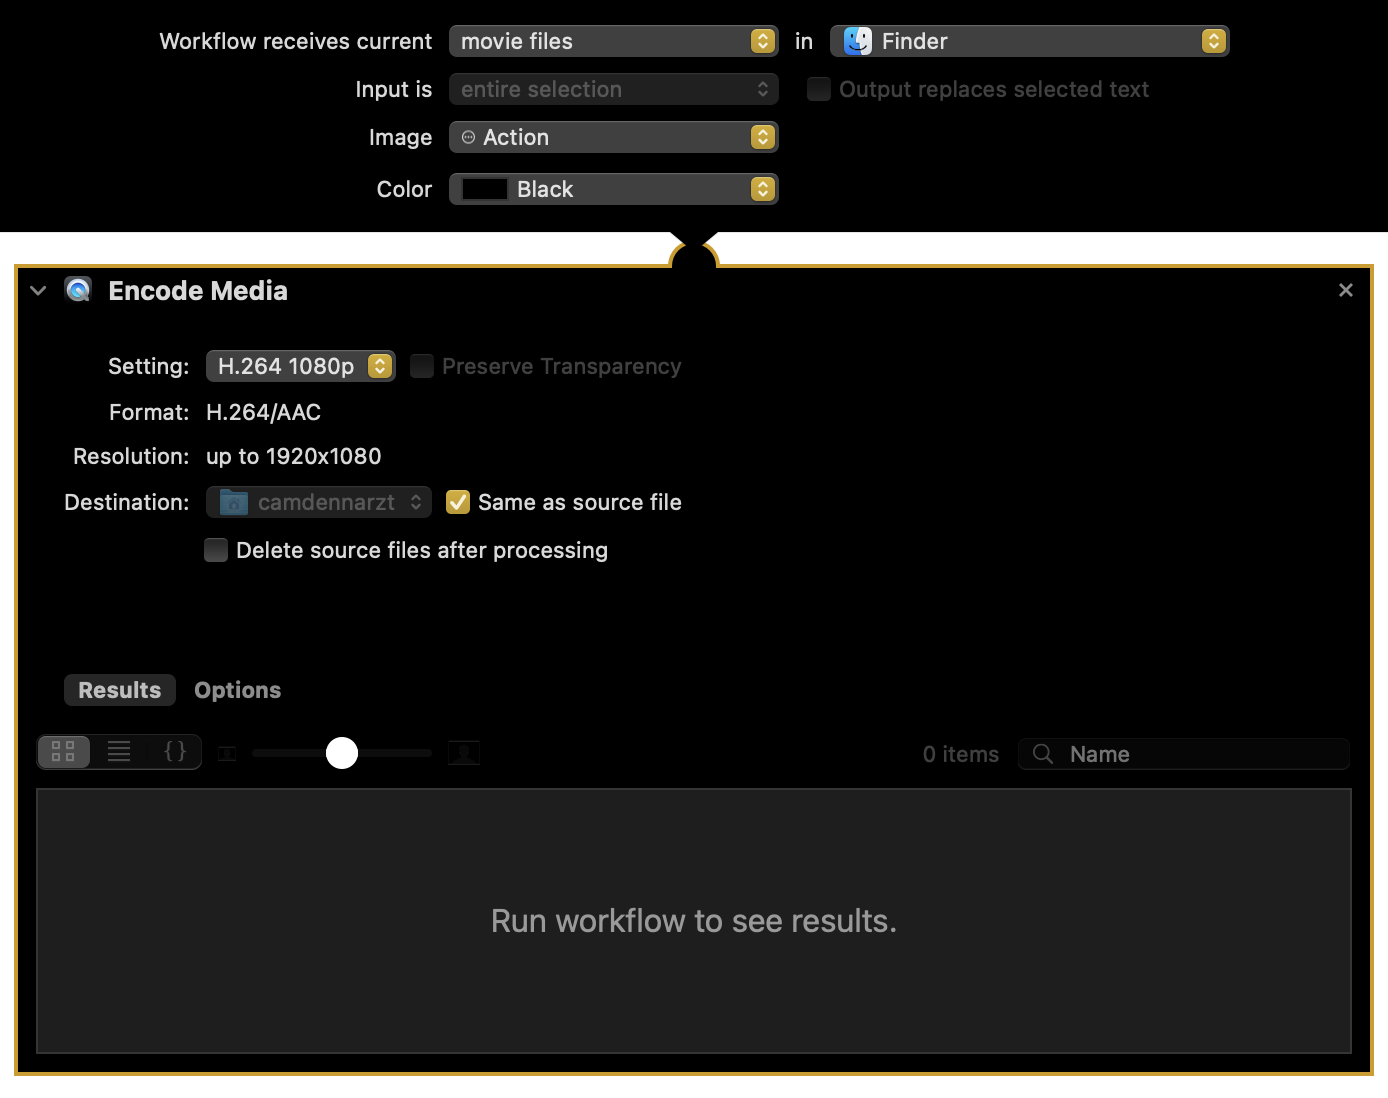 Workflow receives current movie files in Finder
Input is entire selection Output replaces selected text
Image Action
Color Black
Encode Media
Setting: H.264 1080p Preserve Transparency
Format: H.264/AAC
Resolution: up to 1920x1080
Destination: camdennarzt Same as source file
Delete source files after processing
Results Options
{} 0 items Name
Run workflow to see results.